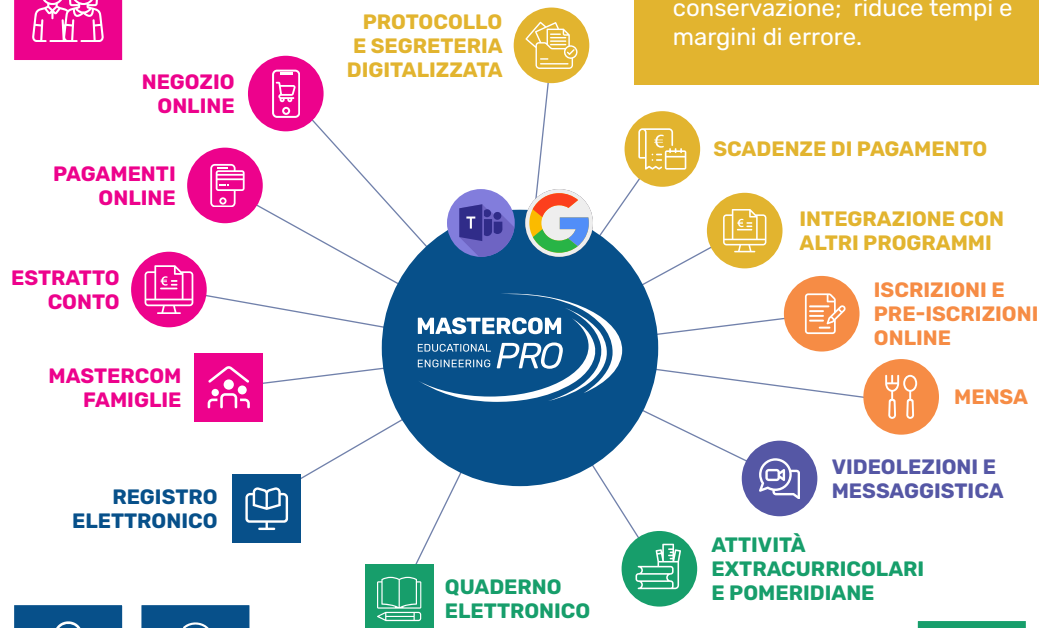 conservazione; riduce tempi e
margini di errore.
PROTOCOLLO
E SEGRETERIA
DIGITALIZZATA
NEGOZIO
ONLINE
SCADENZE DI PAGAMENTO
PAGAMENTI
ONLINE
INTEGRAZIONE CON
ALTRI PROGRAMMI
ESTRATTO
CONTO
ISCRIZIONI E
PRE-ISCRIZIONI
ONLINE
T
G
MASTERCOM
EDUCATIONAL
ENGINEERING PRO
MASTERCOM
FAMIGLIE
MENSA
VIDEOLEZIONI E
MESSAGGISTICA
REGISTRO
ELETTRONICO
ATTIVITÀ
EXTRACURRICOLARI
E POMERIDIANE
QUADERNO
ELETTRONICO